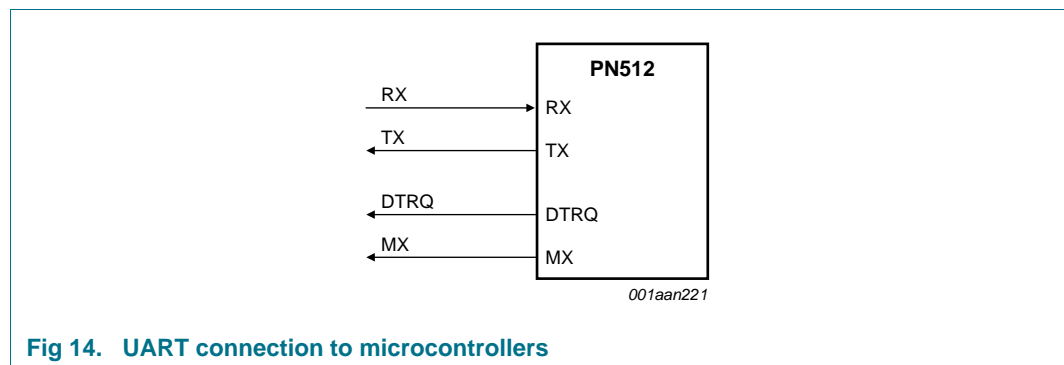 PN512
RX
RX
TX
TX
DTRQ
DTRQ
MX
MX
001aan221
Fig 14. UART connection to microcontrollers